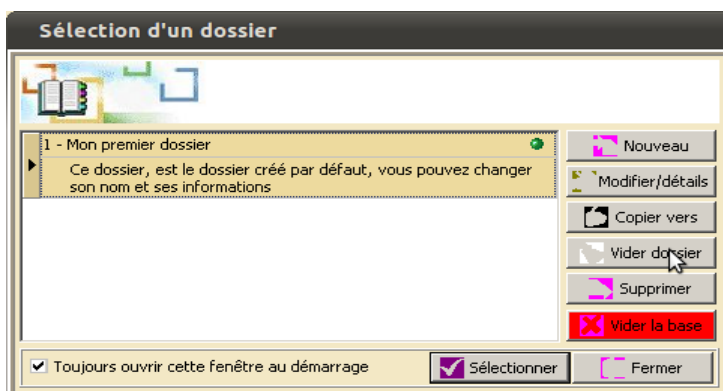 Sélection d'un dossier
1 - Mon premier dossier
Ce dossier, est le dossier créé par défaut, vous pouvez changer
son nom et ses informations
Nouveau
Modifier/détails
Copier vers
Vider dossier
Supprimer
Vider la base
Toujours ouvrir cette fenêtre au démarrage
Sélectionner
Fermer